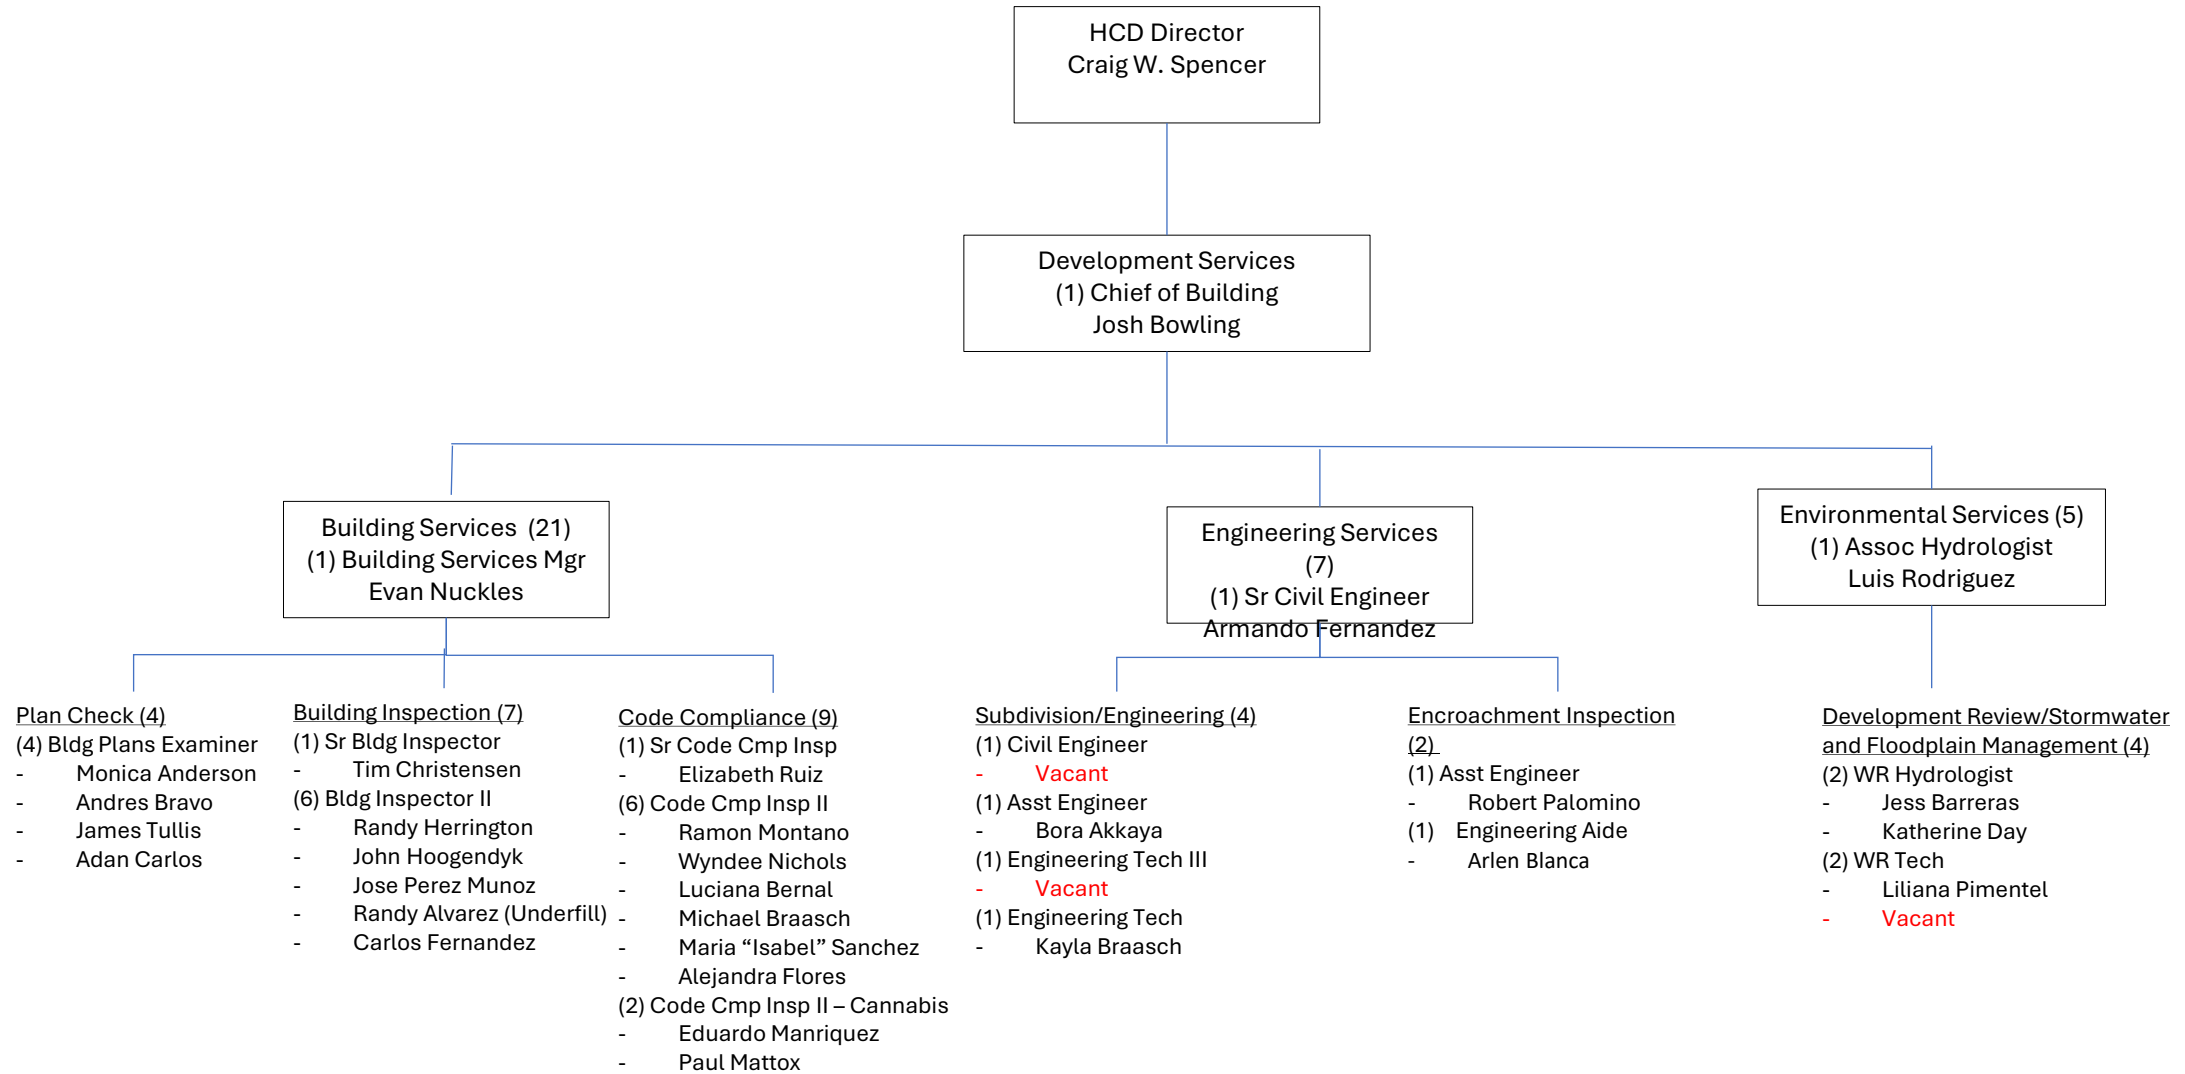 HCD Director
Craig W. Spencer
Development Services
(1) Chief of Building
Josh Bowling
Building Services (21)
(1) Building Services Mgr
Evan Nuckles
Engineering Services
(7)
(1) Sr Civil Engineer
Armando Fernandez
Environmental Services (5)
(1) Assoc Hydrologist
Luis Rodriguez
Plan Check (4)
(4) Bldg Plans Examiner
- Monica Anderson
- Andres Bravo
- James Tullis
- Adan Carlos
Building Inspection (7)
(1) Sr Bldg Inspector
- Tim Christensen
(6) Bldg Inspector II
- Randy Herrington
- John Hoogendyk
- Jose Perez Munoz
- Randy Alvarez (Underfill)
- Carlos Fernandez
Code Compliance (9)
(1) Sr Code Cmp Insp
- Elizabeth Ruiz
(6) Code Cmp Insp II
- Ramon Montano
- Wyndee Nichols
- Luciana Bernal
- Michael Braasch
- Maria “Isabel” Sanchez
- Alejandra Flores
(2) Code Cmp Insp II – Cannabis
- Eduardo Manriquez
- Paul Mattox
Subdivision/Engineering (4)
(1) Civil Engineer
- Vacant
(1) Asst Engineer
- Bora Akkaya
(1) Engineering Tech III
- Vacant
(1) Engineering Tech
- Kayla Braasch
Encroachment Inspection
(2)
(1) Asst Engineer
- Robert Palomino
(1) Engineering Aide
- Arlen Blanca
Development Review/Stormwater
and Floodplain Management (4)
(2) WR Hydrologist
- Jess Barreras
- Katherine Day
(2) WR Tech
- Liliana Pimentel
- Vacant